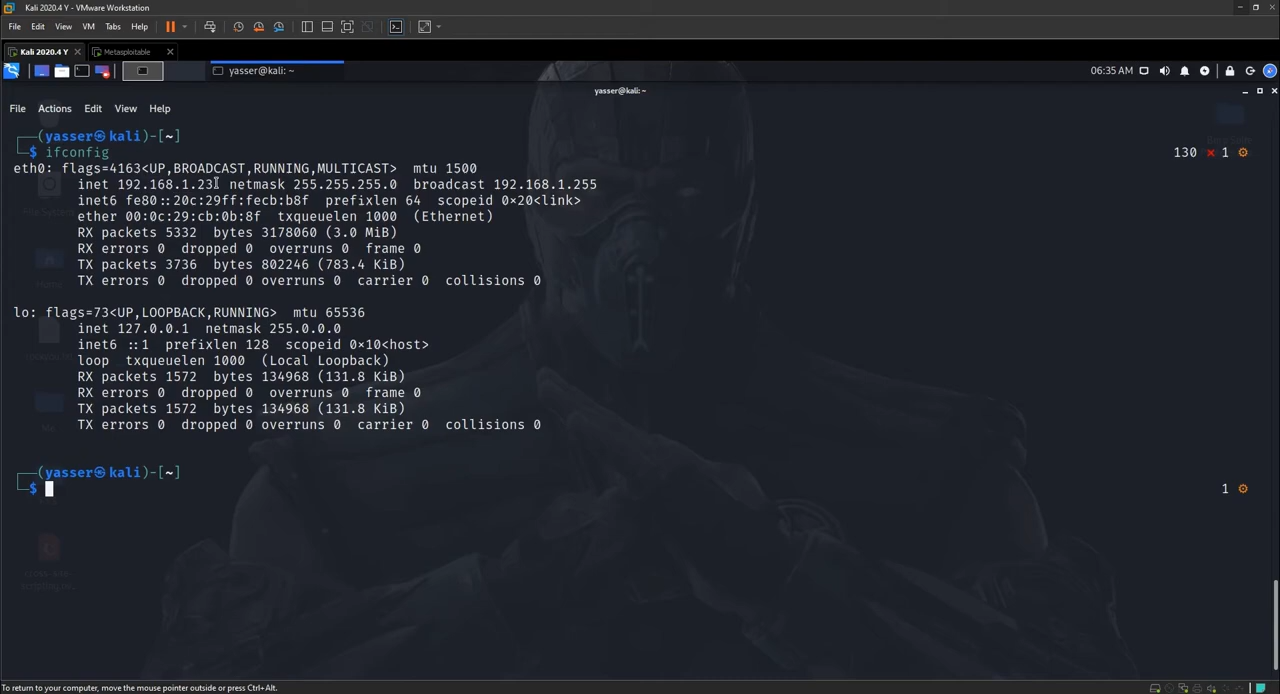 Kali 2020.4 Y - VMware Workstation
File Edit View VM Tabs Help
Kali 2020.4 Y Metasploitable
yasser@kali: ~ 06:35 AM
yasser@kali: ~
File Actions Edit View Help
(yasser㉿kali)-[~]
$ ifconfig 130 1
eth0: flags=4163<UP,BROADCAST,RUNNING,MULTICAST> mtu 1500
inet 192.168.1.23 netmask 255.255.255.0 broadcast 192.168.1.255
inet6 fe80::20c:29ff:fecb:b8f prefixlen 64 scopeid 0×20<link>
ether 00:0c:29:cb:0b:8f txqueuelen 1000 (Ethernet)
RX packets 5332 bytes 3178060 (3.0 MiB)
RX errors 0 dropped 0 overruns 0 frame 0
TX packets 3736 bytes 802246 (783.4 KiB)
TX errors 0 dropped 0 overruns 0 carrier 0 collisions 0
lo: flags=73<UP,LOOPBACK,RUNNING> mtu 65536
inet 127.0.0.1 netmask 255.0.0.0
inet6 ::1 prefixlen 128 scopeid 0×10<host>
loop txqueuelen 1000 (Local Loopback)
RX packets 1572 bytes 134968 (131.8 KiB)
RX errors 0 dropped 0 overruns 0 frame 0
TX packets 1572 bytes 134968 (131.8 KiB)
TX errors 0 dropped 0 overruns 0 carrier 0 collisions 0
(yasser㉿kali)-[~]
$ 1
To return to your computer, move the mouse pointer outside or press Ctrl+Alt.